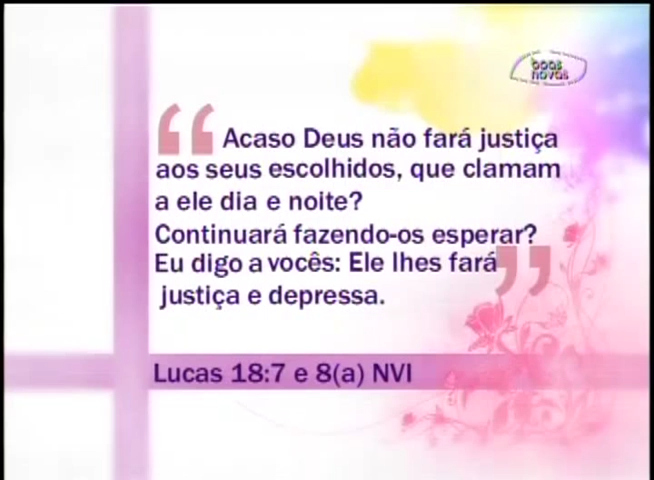 boas
novas
Acaso Deus não fará justiça
aos seus escolhidos, que clamam
a ele dia e noite?
Continuará fazendo-os esperar?
Eu digo a vocês: Ele lhes fará
justiça e depressa.
Lucas 18:7 e 8(a) NVI